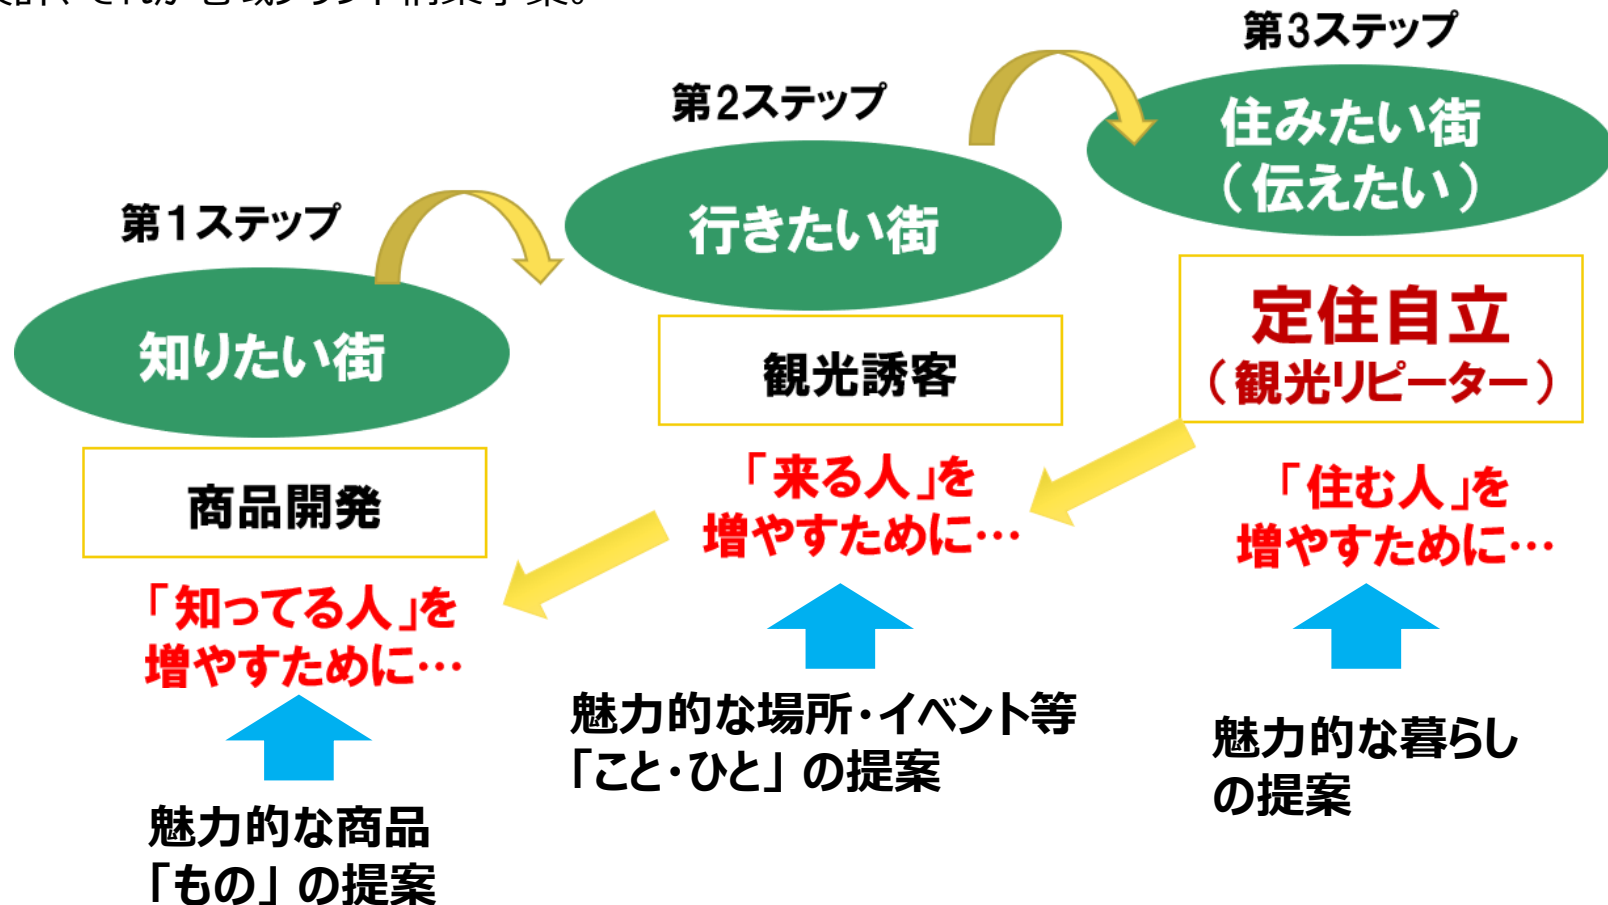 第1ステップ
知りたい街
商品開発
「知ってる人」を
増やすために…
魅力的な商品
「もの」の提案
第2ステップ
行きたい街
観光誘客
「来る人」を
増やすために…
魅力的な場所・イベント等
「こと・ひと」の提案
第3ステップ
住みたい街
（伝えたい）
定住自立
（観光リピーター）
「住む人」を
増やすために…
魅力的な暮らし
の提案